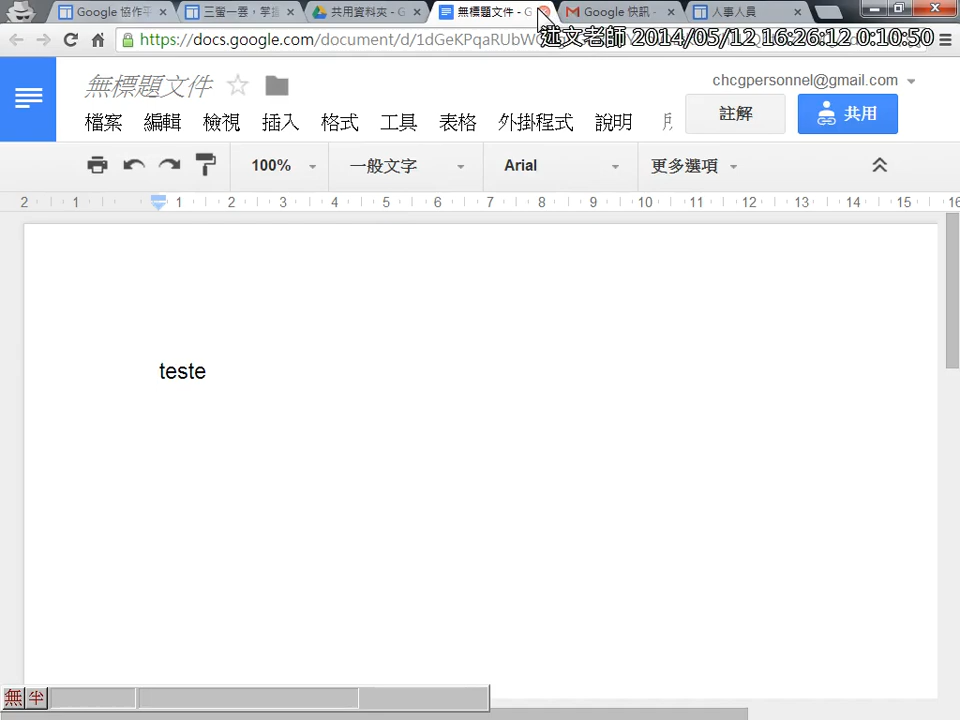 Google 協作平
三螢一雲，掌握
共用資料夾 - G
無標題文件 - G
Google 快訊 -
人事人員
https://docs.google.com/document/d/1dGeKPqaRUbW
老師 2014/05/12 16:26:12 0:10:50
無標題文件
chcgpersonnel@gmail.com
檔案 編輯 檢視 插入 格式 工具 表格 外掛程式 說明
註解
共用
100% 一般文字 Arial 更多選項
2 1 1 2 3 4 5 6 7 8 9 10 11 12 13 14 15 16
teste
無 半